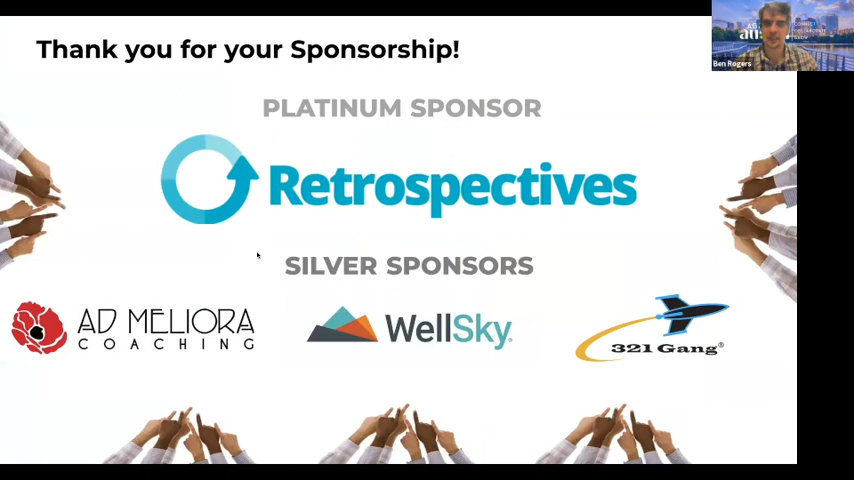 Thank you for your Sponsorship!
PLATINUM SPONSOR
Retrospectives
SILVER SPONSORS
AD MELIORA
COACHING
WellSky®
321 Gang®
Ben Rogers